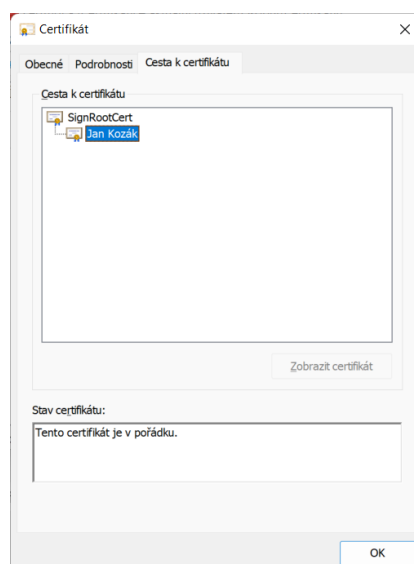 Certifikát
Obecné Podrobnosti Cesta k certifikátu
Cesta k certifikátu
SignRootCert
Jan Kozák
Zobrazit certifikát
Stav certifikátu:
Tento certifikát je v pořádku.
OK